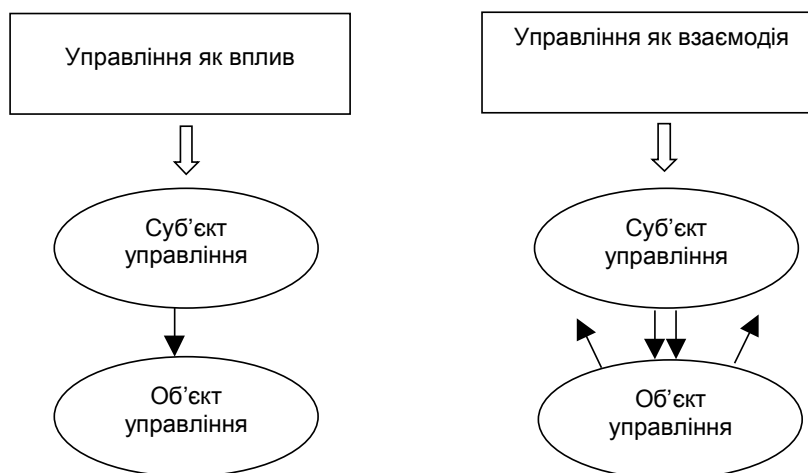 Управління як вплив
Суб’єкт
управління
Об’єкт
управління
Управління як взаємодія
Суб’єкт
управління
Об’єкт
управління